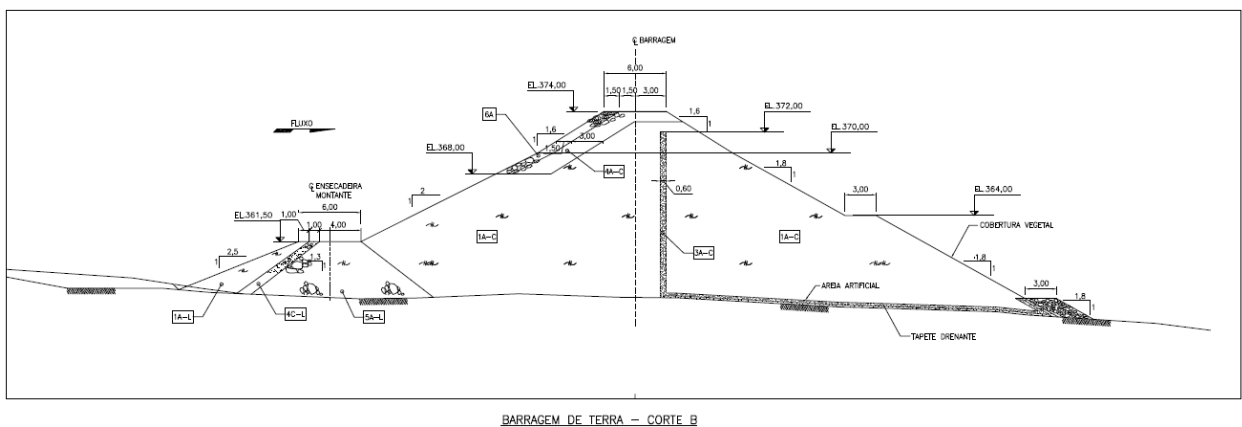 ℄ BARRAGEM
6,00
EL.374,00
1,50
1,50
3,00
1,6
1
EL.372,00
6A
FLUXO
1,6
1
3,00
EL.370,00
1,50
EL.368,00
4A-C
1,8
1
℄ ENSECADEIRA
MONTANTE
2
1
0,60
3,00
EL.364,00
6,00
EL.361,50
1,00
1,00
4,00
COBERTURA VEGETAL
1A-C
1A-C
3A-C
2,5
1
1,3
1
1,8
1
AREIA ARTIFICIAL
3,00
1,8
1
1A-L
4C-L
5A-L
TAPETE DRENANTE
BARRAGEM DE TERRA - CORTE B